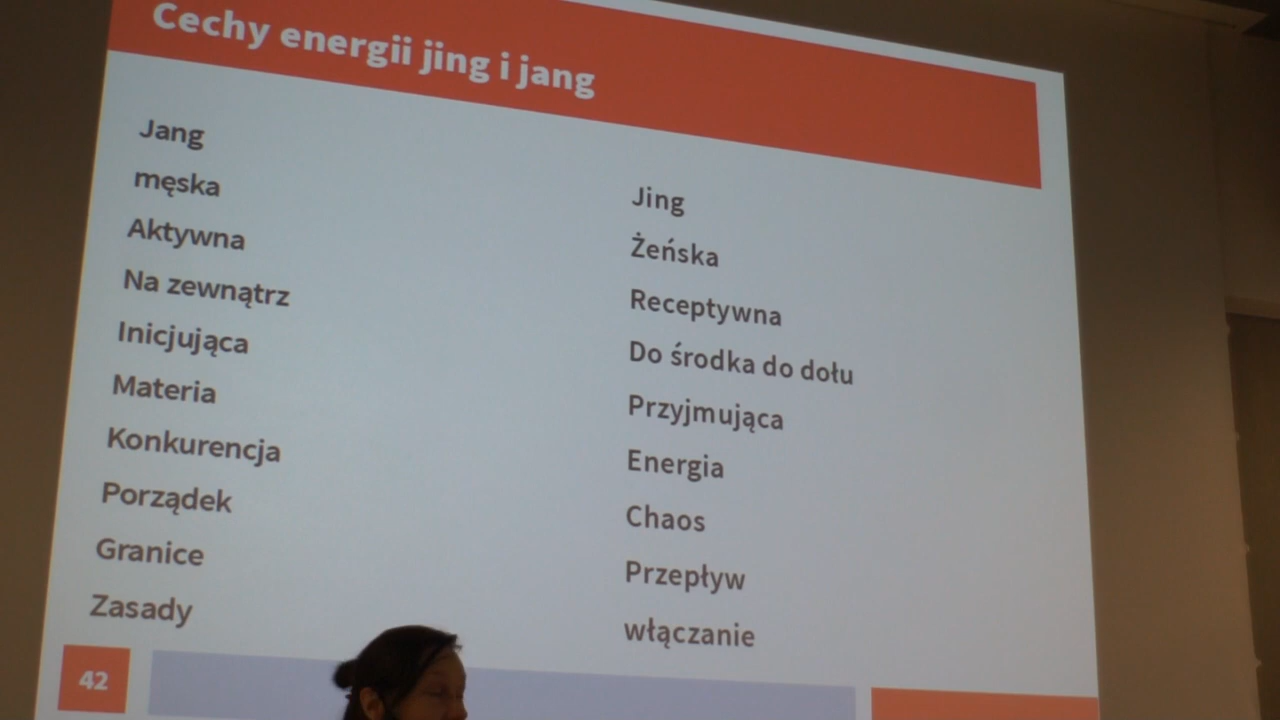 Cechy energii jing i jang
Jang
męska
Aktywna
Na zewnątrz
Inicjująca
Materia
Konkurencja
Porządek
Granice
Zasady
Jing
Żeńska
Receptywna
Do środka do dołu
Przyjmująca
Energia
Chaos
Przepływ
włączanie
42